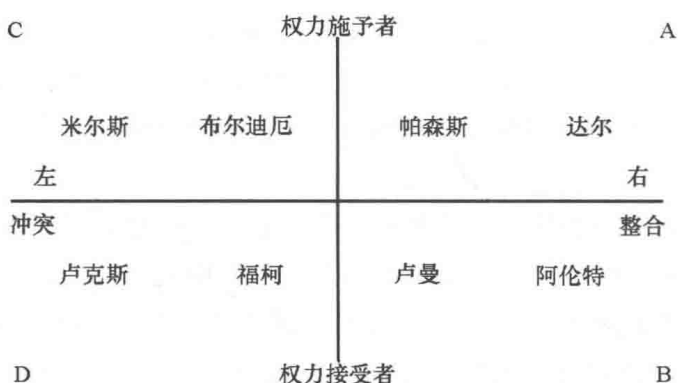 C 权力施予者 A
米尔斯 布尔迪厄 帕森斯 达尔
左 右
冲突 整合
卢克斯 福柯 卢曼 阿伦特
D 权力接受者 B